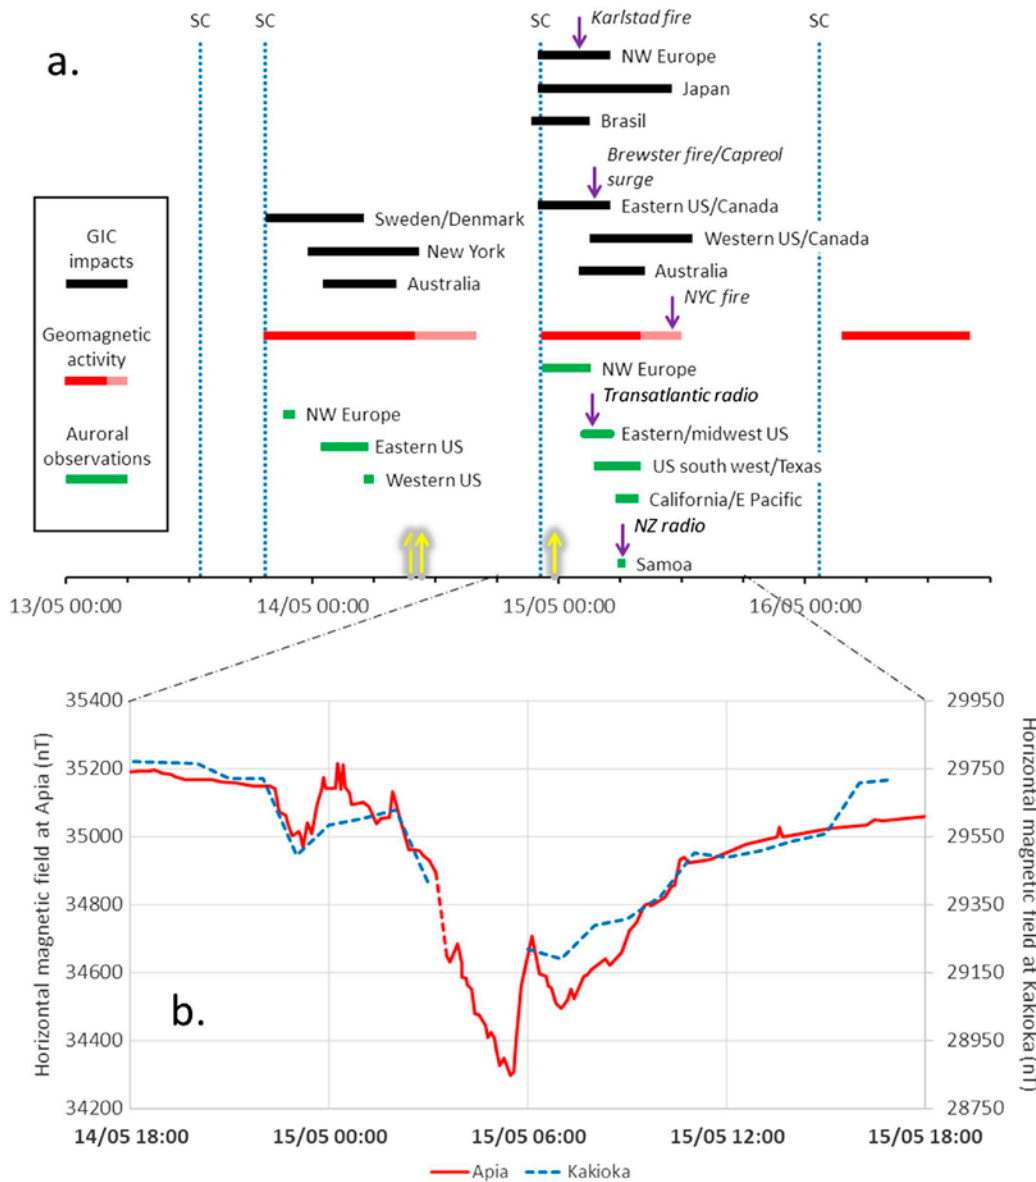 SC
SC
SC
SC
Karlstad fire
a.
NW Europe
Japan
Brasil
Brewster fire/Capreol
surge
Eastern US/Canada
Sweden/Denmark
GIC
impacts
Western US/Canada
New York
Australia
Australia
NYC fire
Geomagnetic
activity
NW Europe
Transatlantic radio
NW Europe
Eastern/midwest US
Auroral
observations
Eastern US
US south west/Texas
Western US
California/E Pacific
NZ radio
Samoa
13/05 00:00
14/05 00:00
15/05 00:00
16/05 00:00
35400
35200
35000
34800
34600
34400
34200
Horizontal magnetic field at Apia (nT)
29950
29750
29550
29350
29150
28950
28750
Horizontal magnetic field at Kakioka (nT)
b.
14/05 18:00
15/05 00:00
15/05 06:00
15/05 12:00
15/05 18:00
Apia
Kakioka